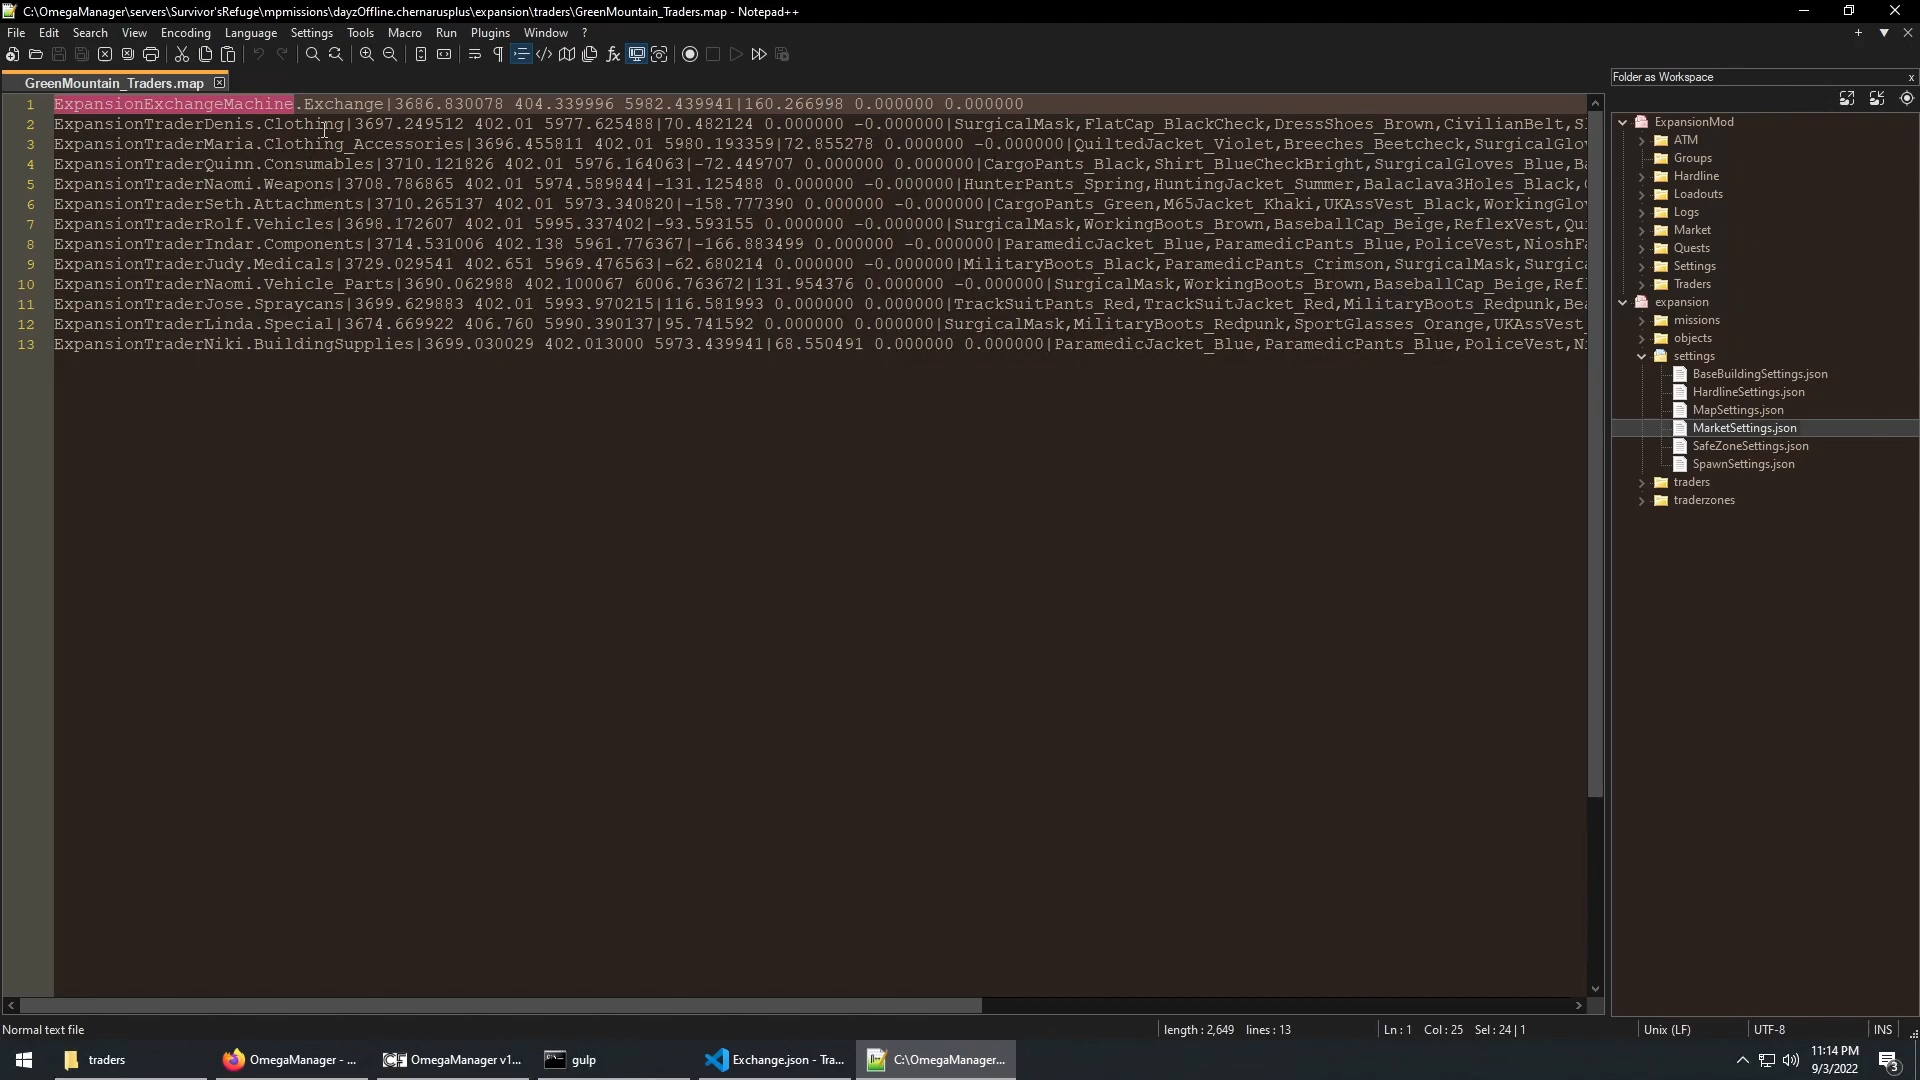 C:\OmegaManager\servers\Survivor'sRefuge\mpmissions\dayzOffline.chernarusplus\expansion\traders\GreenMountain_Traders.map - Notepad++
File Edit Search View Encoding Language Settings Tools Macro Run Plugins Window ?
GreenMountain_Traders.map
1 ExpansionExchangeMachine.Exchange|3686.830078 404.339996 5982.439941|160.266998 0.000000 0.000000
2 ExpansionTraderDenis.Clothing|3697.249512 402.01 5977.625488|70.482124 0.000000 -0.000000|SurgicalMask,FlatCap_BlackCheck,DressShoes_Brown,CivilianBelt,
3 ExpansionTraderMaria.Clothing_Accessories|3696.455811 402.01 5980.193359|72.855278 0.000000 -0.000000|QuiltedJacket_Violet,Breeches_Beetcheck,SurgicalGlov
4 ExpansionTraderQuinn.Consumables|3710.121826 402.01 5976.164063|-72.449707 0.000000 0.000000|CargoPants_Black,Shirt_BlueCheckBright,SurgicalGloves_Blue,Ba
5 ExpansionTraderNaomi.Weapons|3708.786865 402.01 5974.589844|-131.125488 0.000000 -0.000000|HunterPants_Spring,HuntingJacket_Summer,Balaclava3Holes_Black,
6 ExpansionTraderSeth.Attachments|3710.265137 402.01 5973.340820|-158.777390 0.000000 -0.000000|CargoPants_Green,M65Jacket_Khaki,UKAssVest_Black,WorkingGlov
7 ExpansionTraderRolf.Vehicles|3698.172607 402.01 5995.337402|-93.593155 0.000000 -0.000000|SurgicalMask,WorkingBoots_Brown,BaseballCap_Beige,ReflexVest,Qui
8 ExpansionTraderIndar.Components|3714.531006 402.138 5961.776367|-166.883499 0.000000 -0.000000|ParamedicJacket_Blue,ParamedicPants_Blue,PoliceVest,NioshFa
9 ExpansionTraderJudy.Medicals|3729.029541 402.651 5969.476563|-62.680214 0.000000 -0.000000|MilitaryBoots_Black,ParamedicPants_Crimson,SurgicalMask,Surgica
10 ExpansionTraderNaomi.Vehicle_Parts|3690.062988 402.100067 6006.763672|131.954376 0.000000 -0.000000|SurgicalMask,WorkingBoots_Brown,BaseballCap_Beige,Refl
11 ExpansionTraderJose.Spraycans|3699.629883 402.01 5993.970215|116.581993 0.000000 0.000000|TrackSuitPants_Red,TrackSuitJacket_Red,MilitaryBoots_Redpunk,Bea
12 ExpansionTraderLinda.Special|3674.669922 406.760 5990.390137|95.741592 0.000000 0.000000|SurgicalMask,MilitaryBoots_Redpunk,SportGlasses_Orange,UKAssVest_
13 ExpansionTraderNiki.BuildingSupplies|3699.030029 402.013000 5973.439941|68.550491 0.000000 0.000000|ParamedicJacket_Blue,ParamedicPants_Blue,PoliceVest,Ni
Folder as Workspace x
ExpansionMod
ATM
Groups
Hardline
Loadouts
Logs
Market
Quests
Settings
Traders
expansion
missions
objects
settings
BaseBuildingSettings.json
HardlineSettings.json
MapSettings.json
MarketSettings.json
SafeZoneSettings.json
SpawnSettings.json
traders
traderzones
Normal text file length : 2,649 lines : 13 Ln : 1 Col : 25 Sel : 24 | 1 Unix (LF) UTF-8 INS
traders OmegaManager - ... OmegaManager v1... gulp Exchange.json - Tra... C:\OmegaManager...
11:14 PM
9/3/2022
3